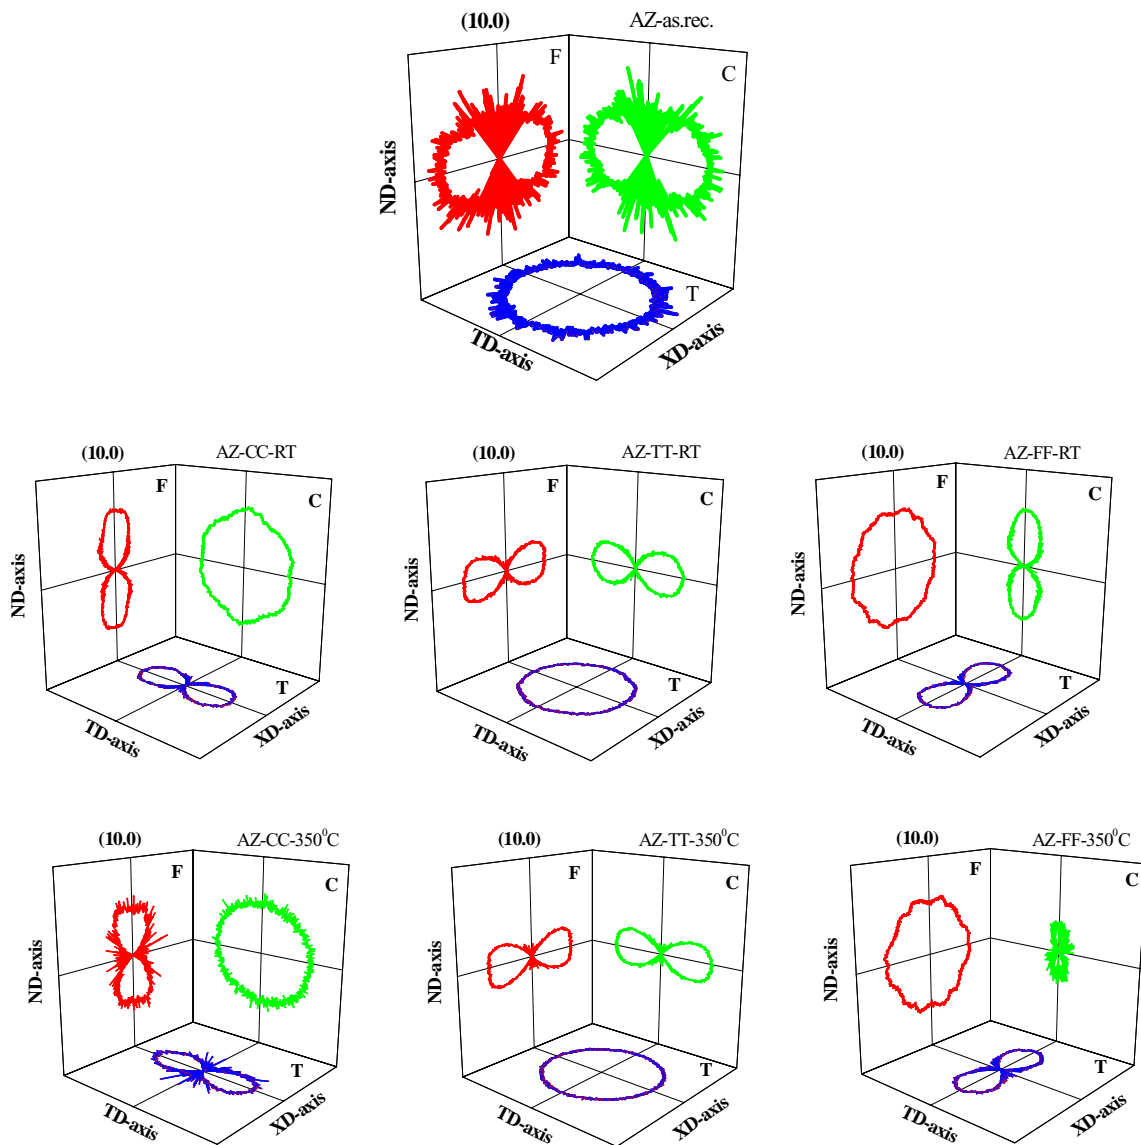 (10.0) AZ-as.rec.
F
C
ND-axis
T
TD-axis
XD-axis
(10.0) AZ-CC-RT
F
C
ND-axis
T
TD-axis
XD-axis
(10.0) AZ-TT-RT
F
C
ND-axis
T
TD-axis
XD-axis
(10.0) AZ-FF-RT
F
C
ND-axis
T
TD-axis
XD-axis
(10.0) AZ-CC-350⁰C
F
C
ND-axis
T
TD-axis
XD-axis
(10.0) AZ-TT-350⁰C
F
C
ND-axis
T
TD-axis
XD-axis
(10.0) AZ-FF-350⁰C
F
C
ND-axis
T
TD-axis
XD-axis